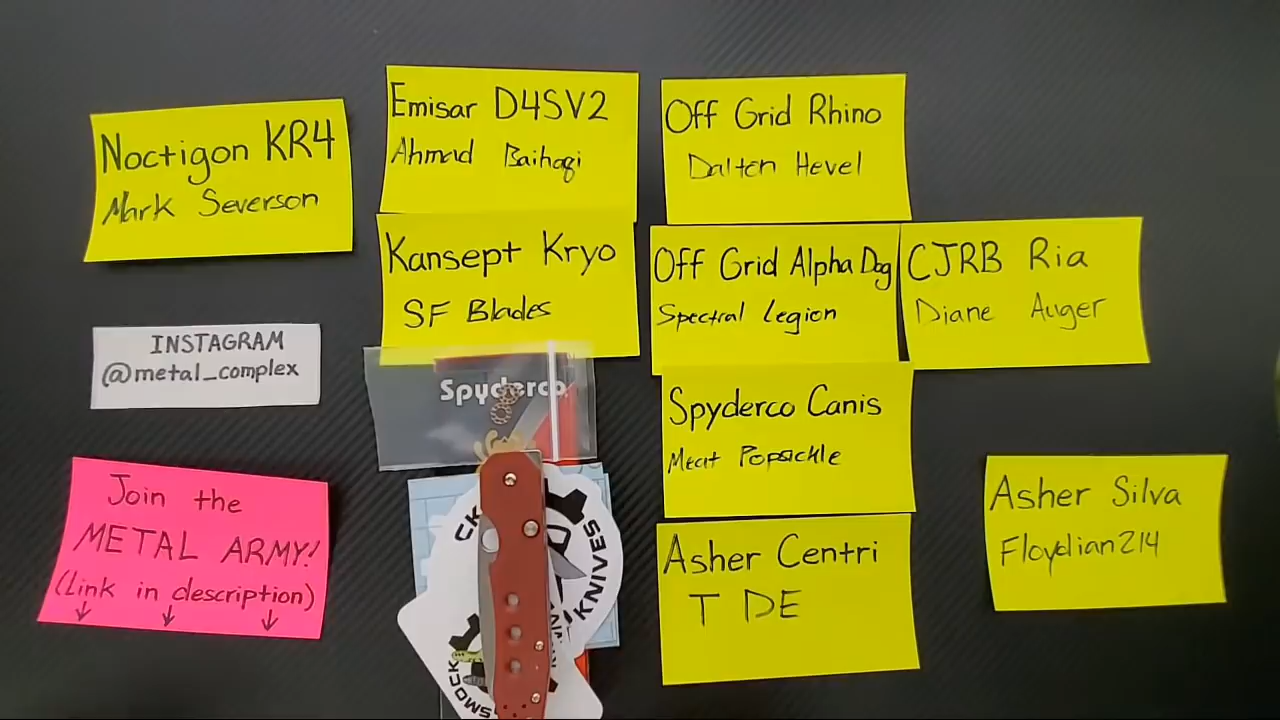 Noctigon KR4
Mark Severson
Emisar D4SV2
Ahmad Baihaqi
Off Grid Rhino
Dalton Hevel
Kansept Kryo
SF Blades
Off Grid Alpha Dog
Spectral Legion
CJRB Ria
Diane Auger
INSTAGRAM
@metal_complex
Spyderco
Spyderco Canis
Meat Popsickle
Join the
METAL ARMY!
(Link in description)
Asher Silva
Floydian214
Asher Centri
T DE
KNIVES
SMOCK